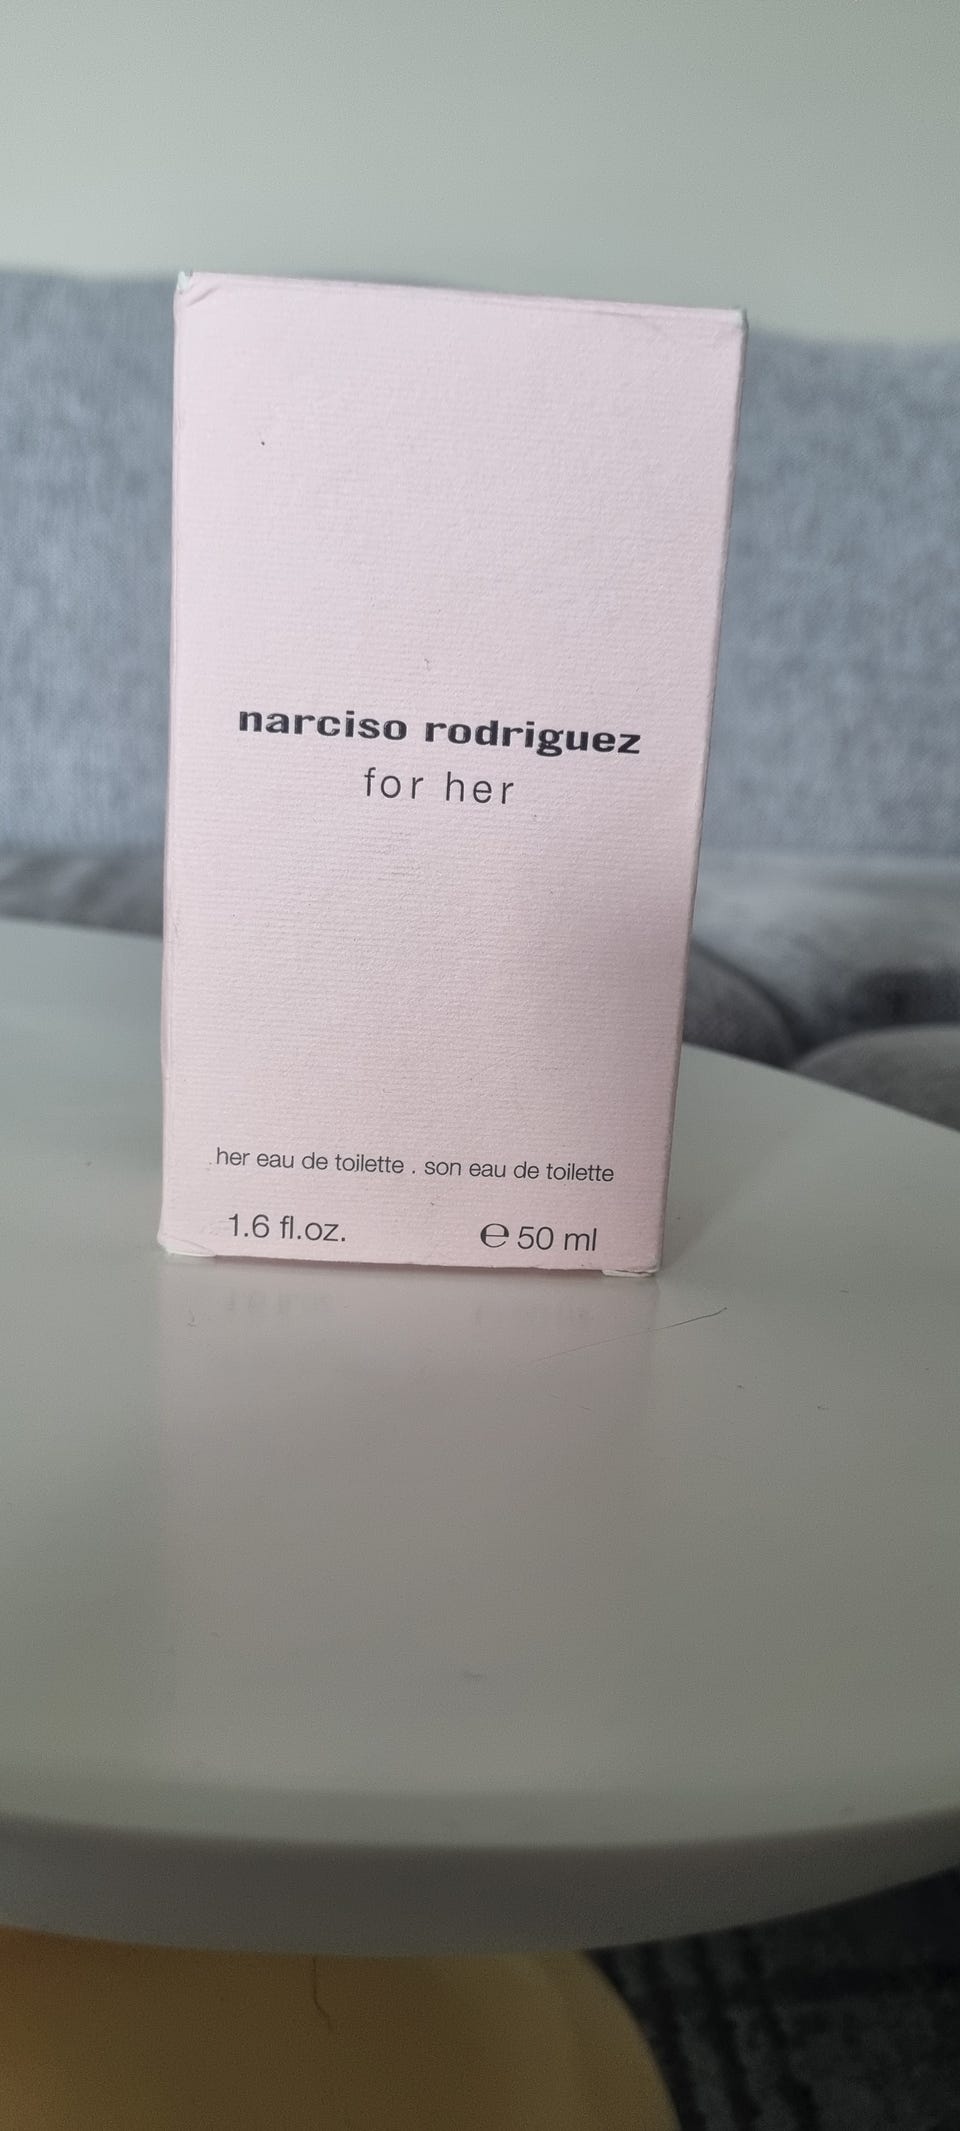 narciso rodriguez
for her
her eau de toilette . son eau de toilette
1.6 fl.oz. ℮ 50 ml